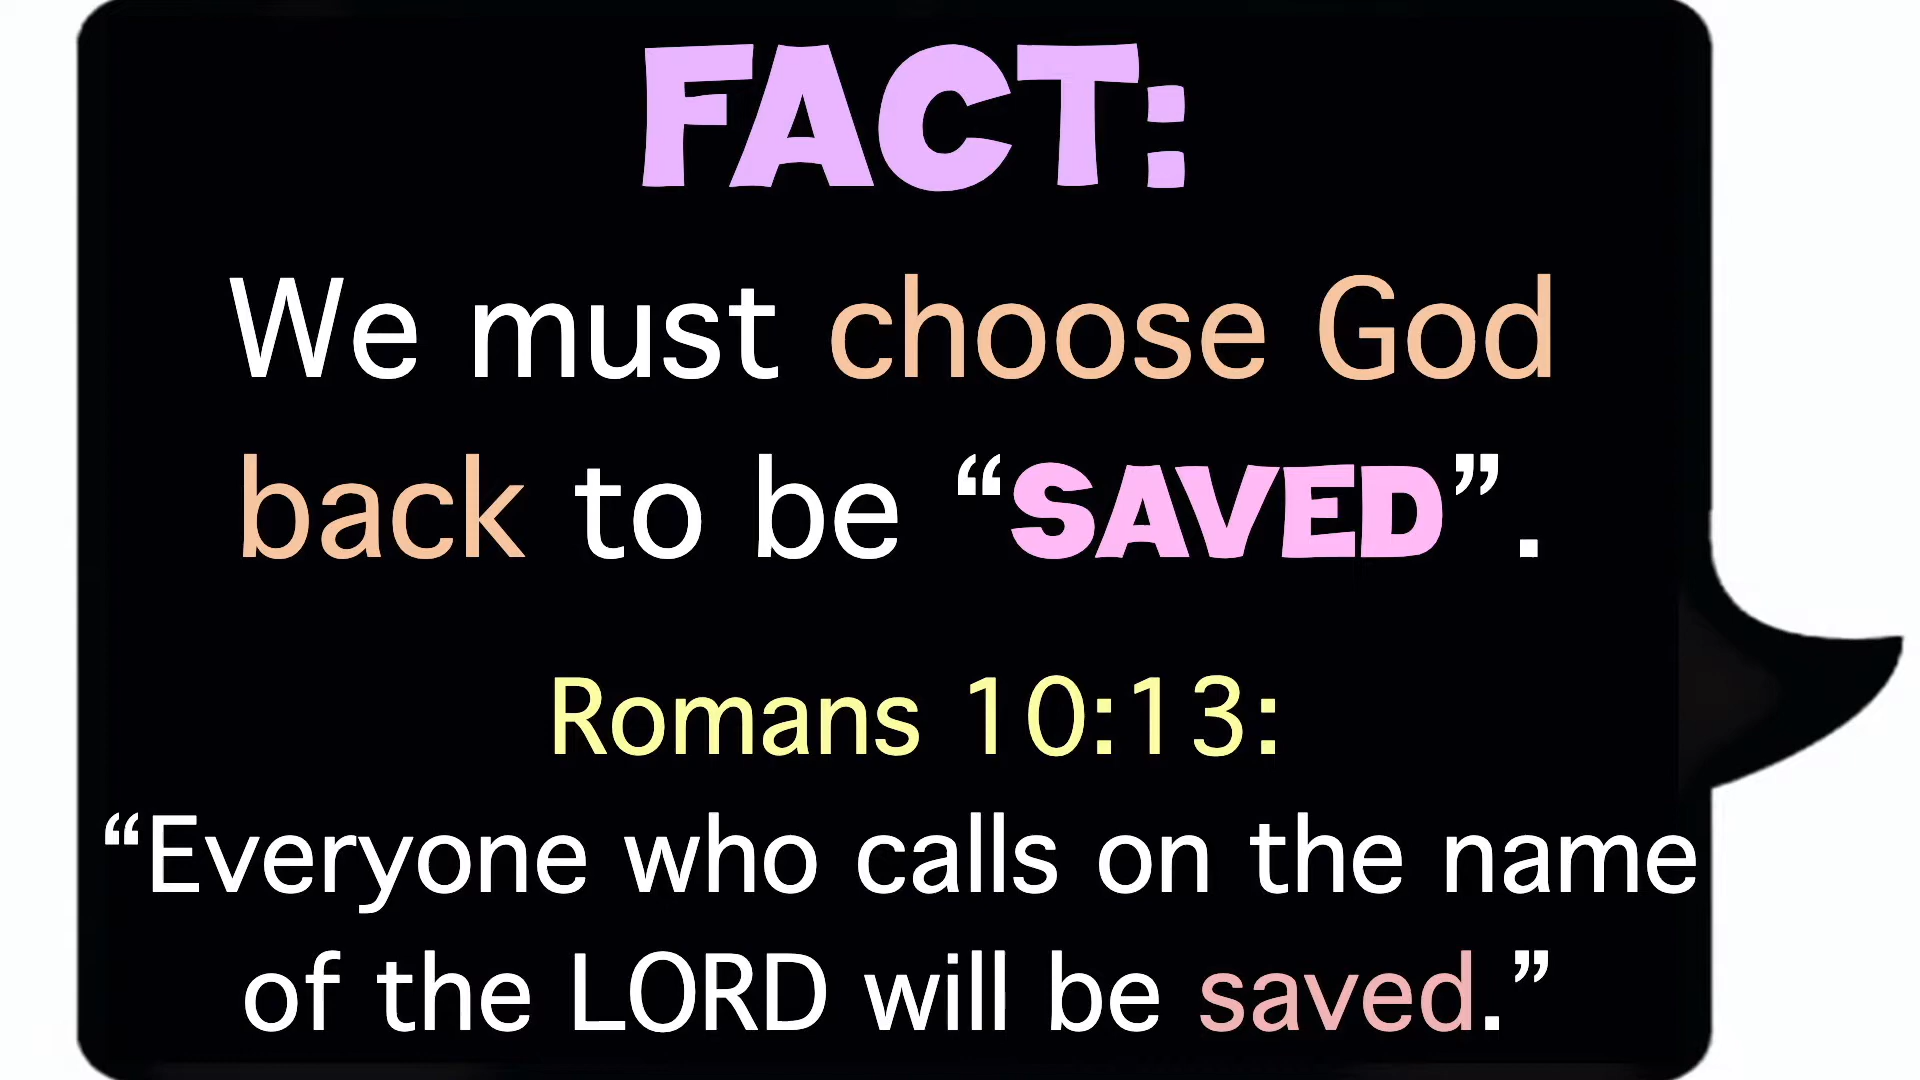 FACT:
We must choose God
back to be “SAVED”.
Romans 10:13:
“Everyone who calls on the name
of the LORD will be saved.”